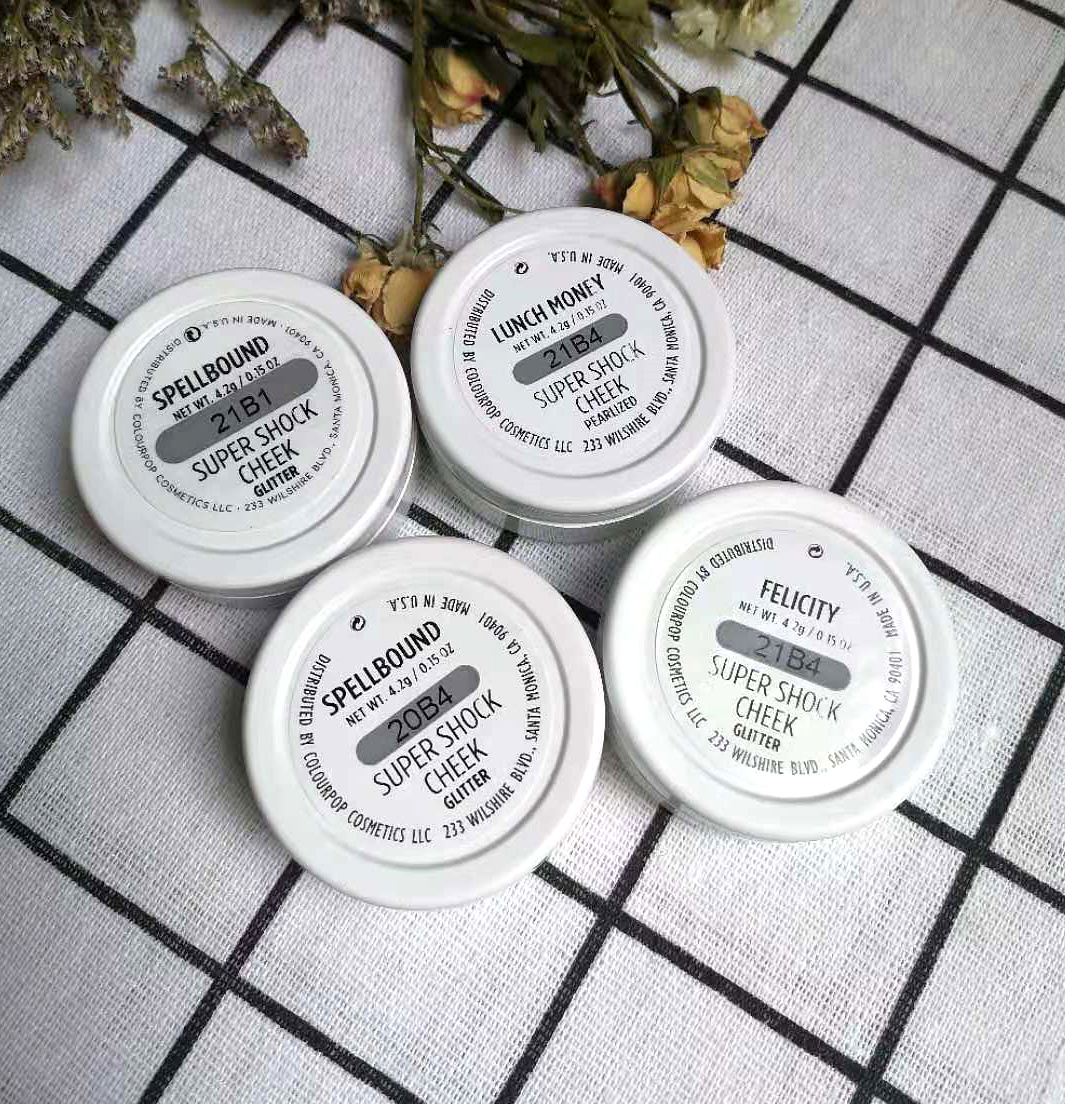 SPELLBOUND
NET WT. 4.2g / 0.15 OZ
21B1
SUPER SHOCK
CHEEK
GLITTER
DISTRIBUTED BY COLOURPOP COSMETICS LLC · 233 WILSHIRE BLVD., SANTA MONICA, CA 90401 · MADE IN U.S.A.
LUNCH MONEY
NET WT. 4.2g / 0.15 OZ
21B4
SUPER SHOCK
CHEEK
PEARLIZED
DISTRIBUTED BY COLOURPOP COSMETICS LLC 233 WILSHIRE BLVD., SANTA MONICA, CA 90401 MADE IN U.S.A.
SPELLBOUND
NET WT. 4.2g / 0.15 OZ
20B4
SUPER SHOCK
CHEEK
GLITTER
DISTRIBUTED BY COLOURPOP COSMETICS LLC 233 WILSHIRE BLVD., SANTA MONICA, CA 90401 MADE IN U.S.A.
FELICITY
NET WT. 4.2g / 0.15 OZ
21B4
SUPER SHOCK
CHEEK
GLITTER
DISTRIBUTED BY COLOURPOP COSMETICS LLC 233 WILSHIRE BLVD., SANTA MONICA, CA 90401 MADE IN U.S.A.